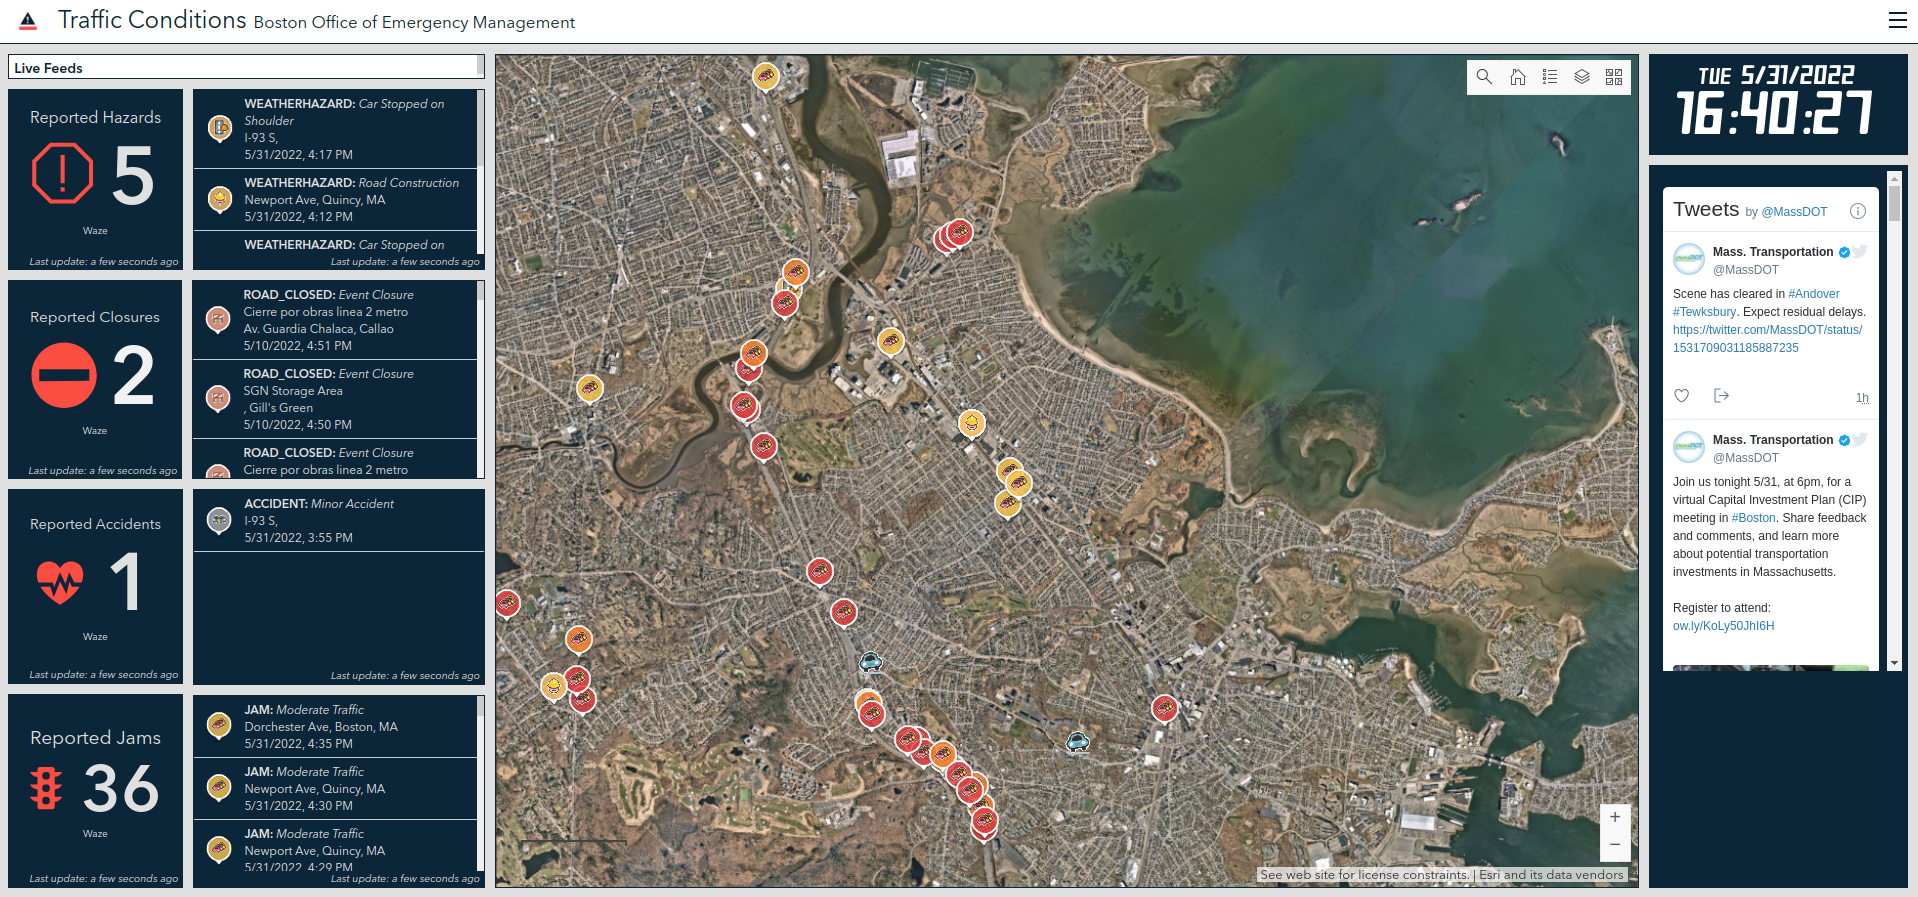 Traffic Conditions Boston Office of Emergency Management
Live Feeds
Reported Hazards
5
Waze
Last update: a few seconds ago
WEATHERHAZARD: Car Stopped on
Shoulder
I-93 S,
5/31/2022, 4:17 PM
WEATHERHAZARD: Road Construction
Newport Ave, Quincy, MA
5/31/2022, 4:12 PM
WEATHERHAZARD: Car Stopped on
Last update: a few seconds ago
Reported Closures
2
Waze
Last update: a few seconds ago
ROAD_CLOSED: Event Closure
Cierre por obras linea 2 metro
Av. Guardia Chalaca, Callao
5/10/2022, 4:51 PM
ROAD_CLOSED: Event Closure
SGN Storage Area
, Gill's Green
5/10/2022, 4:50 PM
ROAD_CLOSED: Event Closure
Cierre por obras linea 2 metro
Reported Accidents
1
Waze
Last update: a few seconds ago
ACCIDENT: Minor Accident
I-93 S,
5/31/2022, 3:55 PM
Last update: a few seconds ago
Reported Jams
36
Waze
Last update: a few seconds ago
JAM: Moderate Traffic
Dorchester Ave, Boston, MA
5/31/2022, 4:35 PM
JAM: Moderate Traffic
Newport Ave, Quincy, MA
5/31/2022, 4:30 PM
JAM: Moderate Traffic
Newport Ave, Quincy, MA
5/31/2022, 4:29 PM
Last update: a few seconds ago
+
−
See web site for license constraints. | Esri and its data vendors
TUE 5/31/2022
16:40:27
Tweets by @MassDOT
Mass. Transportation
@MassDOT
Scene has cleared in #Andover
#Tewksbury. Expect residual delays.
https://twitter.com/MassDOT/status/
1531709031185887235
1h
Mass. Transportation
@MassDOT
Join us tonight 5/31, at 6pm, for a
virtual Capital Investment Plan (CIP)
meeting in #Boston. Share feedback
and comments, and learn more
about potential transportation
investments in Massachusetts.
Register to attend:
ow.ly/KoLy50JhI6H